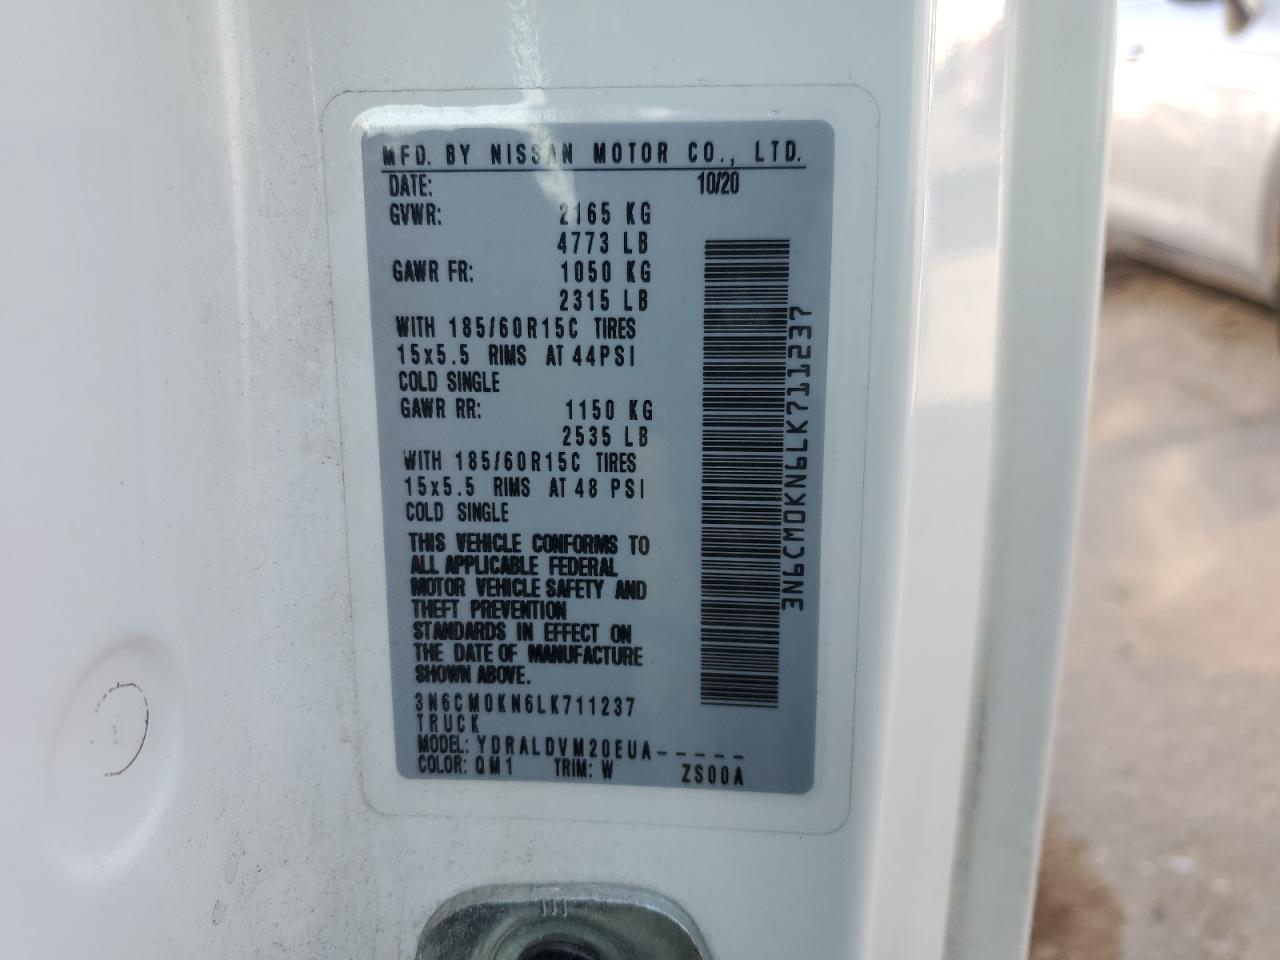 MFD. BY NISSAN MOTOR CO., LTD.
DATE: 10/20
GVWR: 2165 KG
4773 LB
GAWR FR: 1050 KG
2315 LB
WITH 185/60R15C TIRES
15x5.5 RIMS AT 44PSI
COLD SINGLE
GAWR RR: 1150 KG
2535 LB
WITH 185/60R15C TIRES
15x5.5 RIMS AT 48 PSI
COLD SINGLE
THIS VEHICLE CONFORMS TO
ALL APPLICABLE FEDERAL
MOTOR VEHICLE SAFETY AND
THEFT PREVENTION
STANDARDS IN EFFECT ON
THE DATE OF MANUFACTURE
SHOWN ABOVE.
3N6CM0KN6LK711237
TRUCK
MODEL: YDRALDVM20EUA-----
COLOR: QM1 TRIM: W ZS00A
3N6CM0KN6LK711237